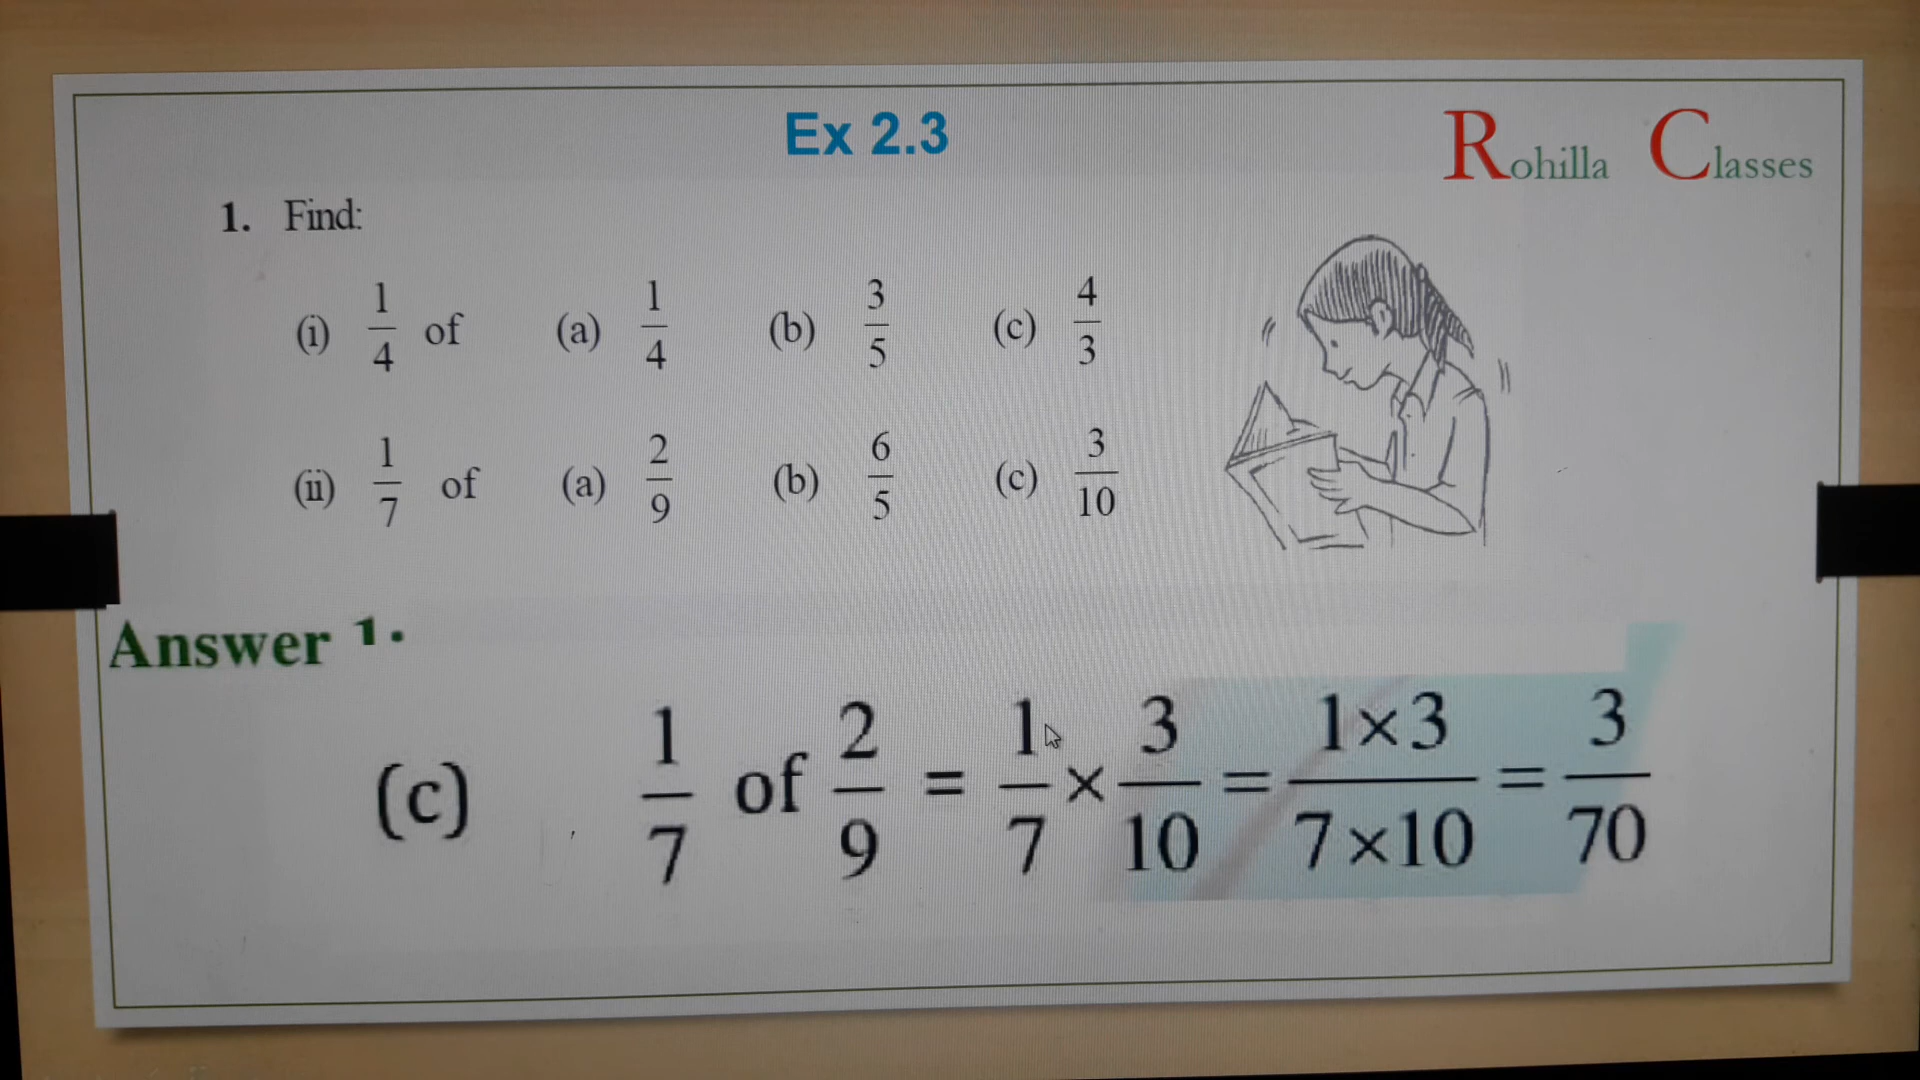 Ex 2.3
Rohilla Classes
1. Find:
(i) 1/4 of (a) 1/4 (b) 3/5 (c) 4/3
(ii) 1/7 of (a) 2/9 (b) 6/5 (c) 3/10
Answer 1.
(c) 1/7 of 2/9 = 1/7 × 3/10 = 1×3/7×10 = 3/70